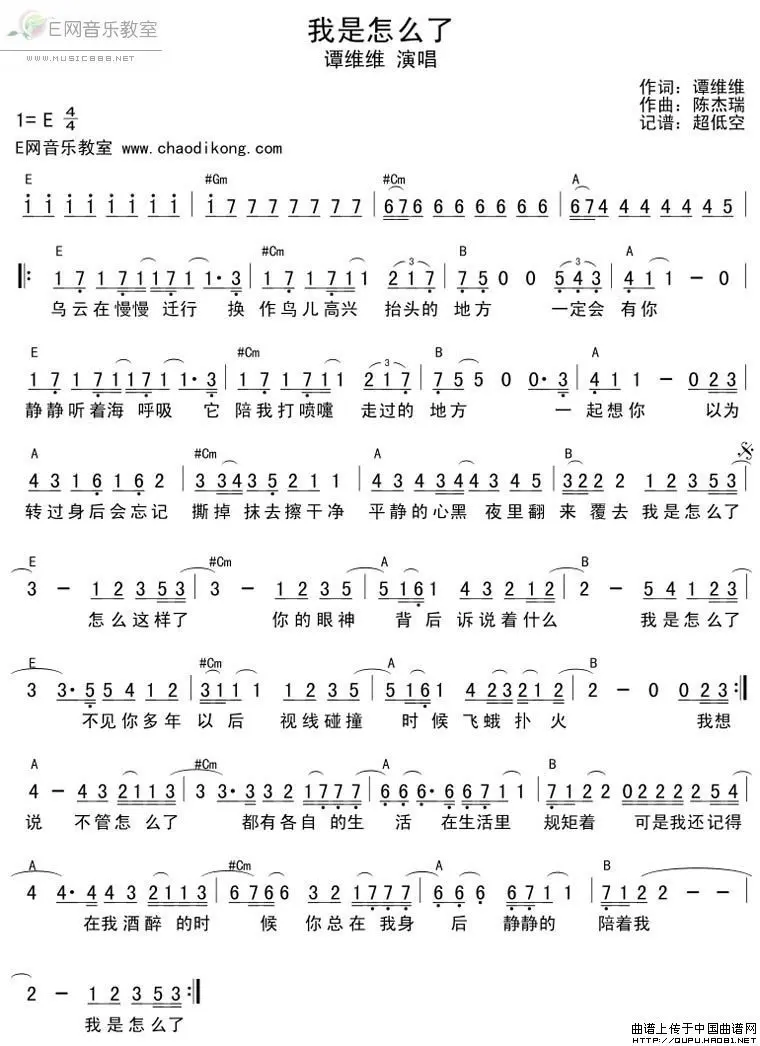 E网音乐教室
WWW.MUSIC888.NET
我是怎么了
谭维维 演唱
作词：谭维维
作曲：陈杰瑞
记谱：超低空
1= E 4/4
E网音乐教室 www.chaodikong.com
E #Gm #Cm A
1 1 1 1 1 1 1 1 | 1 7 7 7 7 7 7 7 | 6 7 6 6 6 6 6 6 6 | 6 7 4 4 4 4 4 4 5 |
E #Cm B A
1 7 1 7 1 1 7 1 1· 3 | 1 7 1 7 1 1 2 1 7 | 7 5 0 0 5 4 3 | 4 1 1 - 0
乌云在慢慢 迁行 换 作鸟儿高兴 抬头的 地方 一定会 有你
E #Cm B A
1 7 1 7 1 1 7 1 1· 3 | 1 7 1 7 1 1 2 1 7 | 7 5 5 0 0· 3 | 4 1 1 - 0 2 3
静静听着海 呼吸 它 陪我打喷嚏 走过的 地方 一 起想你 以为
A #Cm A B
4 3 1 6 1 6 2 | 3 3 4 3 5 2 1 1 | 4 3 4 3 4 4 3 4 5 | 3 2 2 2 1 2 3 5 3 |
转过身后会忘记 撕掉 抹去擦干净 平静的心黑 夜里翻 来 覆去 我是怎么了
E #Cm A B
3 - 1 2 3 5 3 | 3 - 1 2 3 5 | 5 1 6 4 3 2 1 2 | 2 - 5 4 1 2 3
怎么这样了 你的眼神 背后 诉说着什么 我是怎么了
E #Cm A B
3 3· 5 5 4 1 2 | 3 1 1 1 1 2 3 5 | 5 1 6 1 4 2 3 2 1 2 | 2 - 0 0 2 3 :
不见你多年 以后 视线碰撞 时候 飞蛾 扑 火 我想
A #Cm A B
4 - 4 3 2 1 1 3 | 3 3· 3 3 2 1 7 7 7 | 6 6 6· 6 6 7 1 | 7 1 2 2 0 2 2 2 2 5 4
说 不管怎 么了 都有各自的生 活 在生活里 规矩着 可是我还记得
A #Cm A B
4 4· 4 4 3 2 1 1 3 | 6 7 6 6 3 2 1 7 7 7 | 6 6 6 6 7 1 1 | 7 1 2 2 - -
在我酒醉 的时 候 你总在我身 后 静静的 陪着我
2 - 1 2 3 5 3 :
我是怎么了
曲谱上传于中国曲谱网
HTTP://QUPU.HAO81.NET